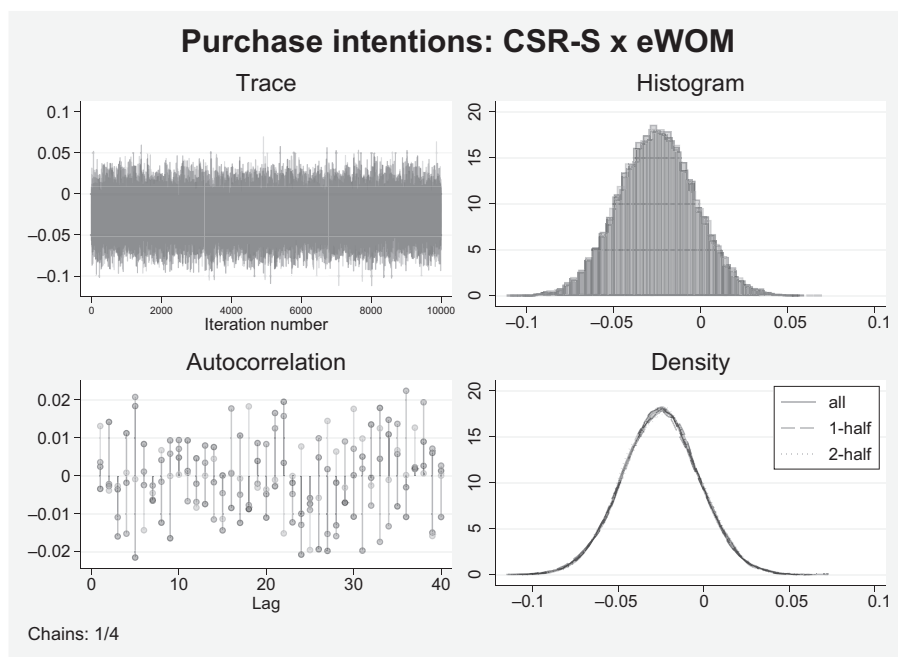 Purchase intentions: CSR-S x eWOM
Trace
0.1
0.05
0
–0.05
–0.1
0 2000 4000 6000 8000 10000
Iteration number
Histogram
20
15
10
5
0
–0.1 –0.05 0 0.05 0.1
Autocorrelation
0.02
0.01
0
–0.01
–0.02
0 10 20 30 40
Lag
Density
20
15
10
5
0
–0.1 –0.05 0 0.05 0.1
all
1-half
2-half
Chains: 1/4